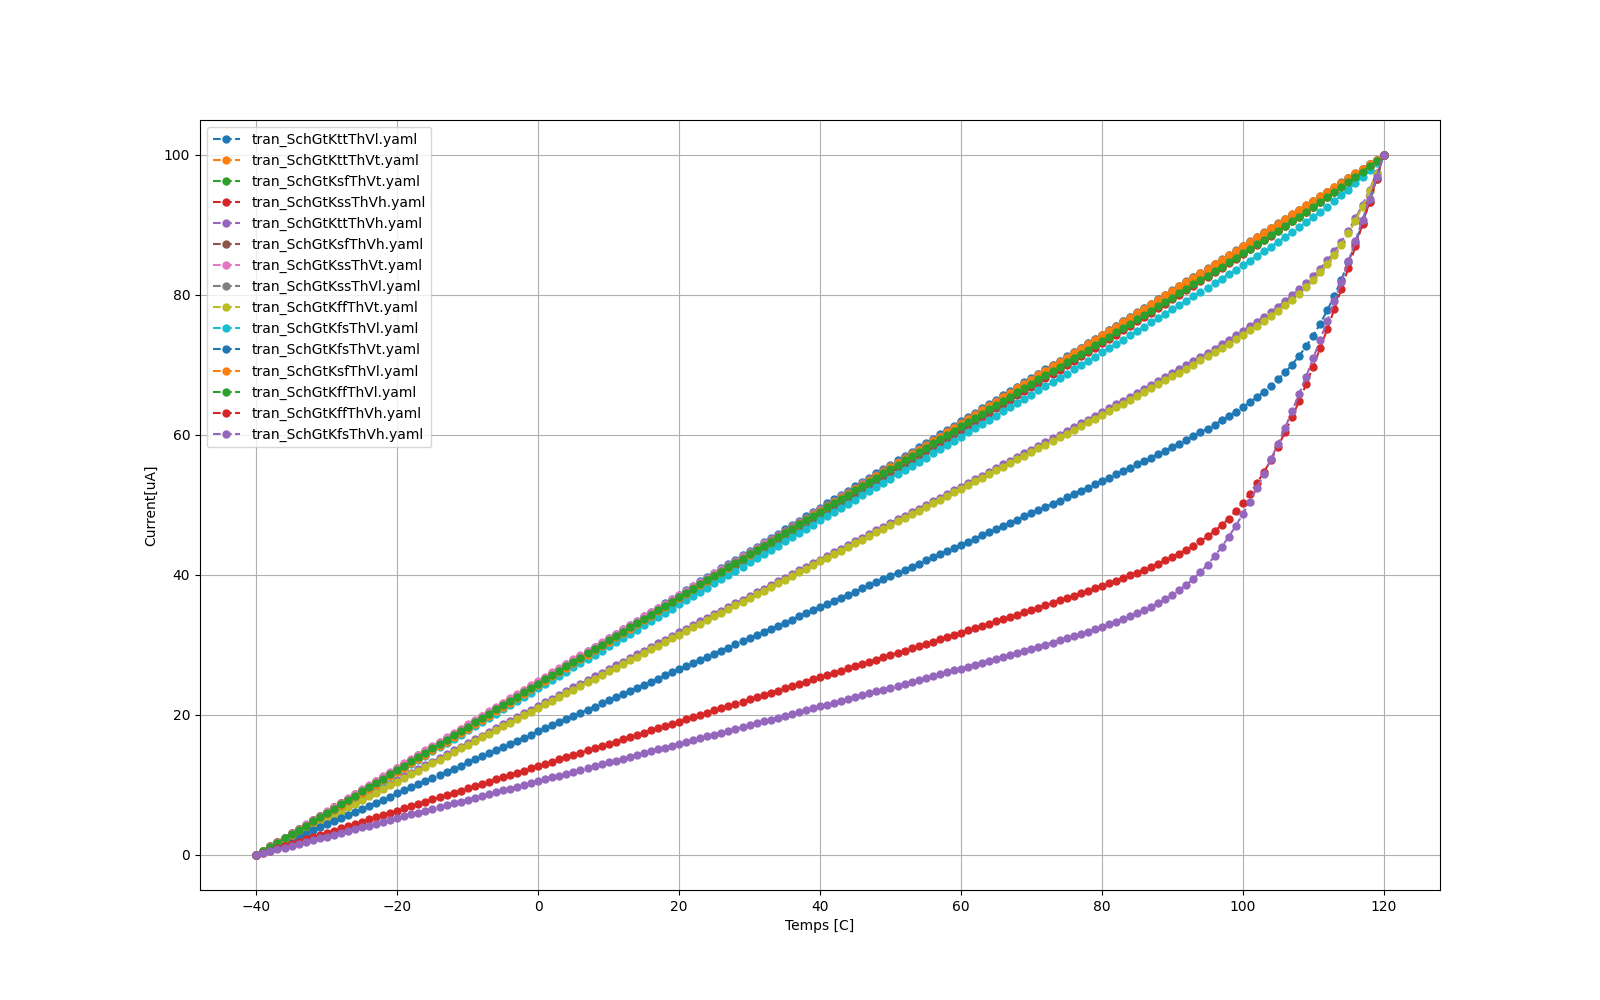 tran_SchGtKttThVl.yaml
tran_SchGtKttThVt.yaml
tran_SchGtKsfThVt.yaml
tran_SchGtKssThVh.yaml
tran_SchGtKttThVh.yaml
tran_SchGtKsfThVh.yaml
tran_SchGtKssThVt.yaml
tran_SchGtKssThVl.yaml
tran_SchGtKffThVt.yaml
tran_SchGtKfsThVl.yaml
tran_SchGtKfsThVt.yaml
tran_SchGtKsfThVl.yaml
tran_SchGtKffThVl.yaml
tran_SchGtKffThVh.yaml
tran_SchGtKfsThVh.yaml
100
80
60
40
20
0
Current[uA]
−40 −20 0 20 40 60 80 100 120
Temps [C]